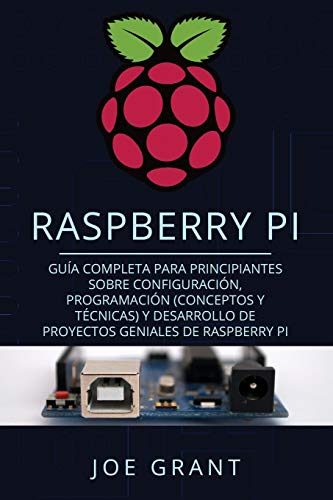 RASPBERRY PI
GUÍA COMPLETA PARA PRINCIPIANTES
SOBRE CONFIGURACIÓN,
PROGRAMACIÓN (CONCEPTOS Y
TÉCNICAS) Y DESARROLLO DE
PROYECTOS GENIALES DE RASPBERRY PI
JOE GRANT